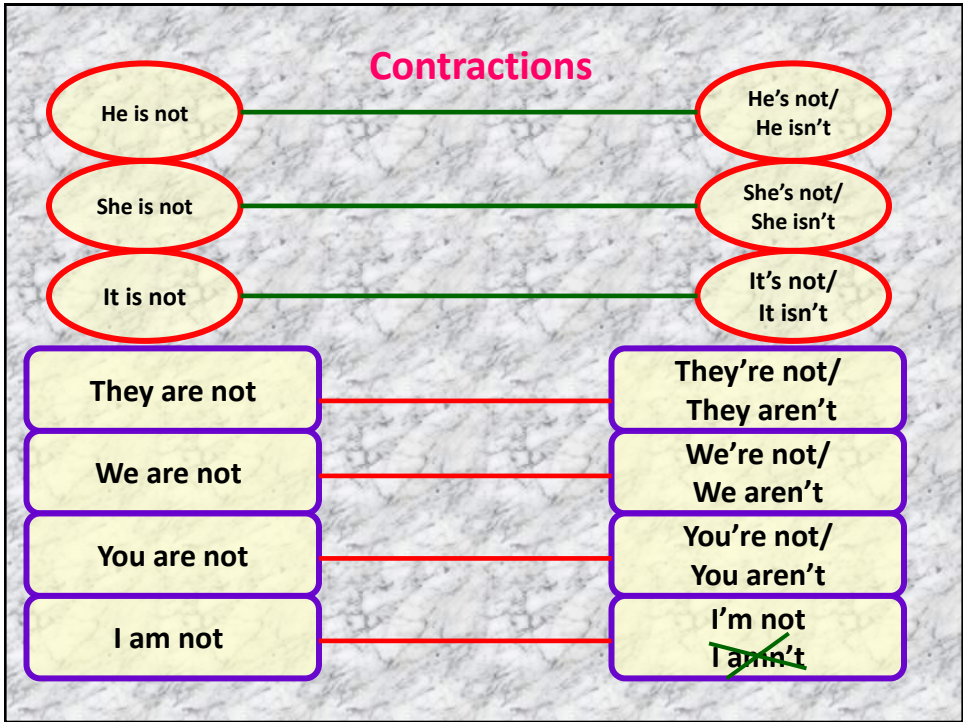 Contractions
He is not
He’s not/
He isn’t
She is not
She’s not/
She isn’t
It is not
It’s not/
It isn’t
They are not
They’re not/
They aren’t
We are not
We’re not/
We aren’t
You are not
You’re not/
You aren’t
I am not
I’m not
I amn’t